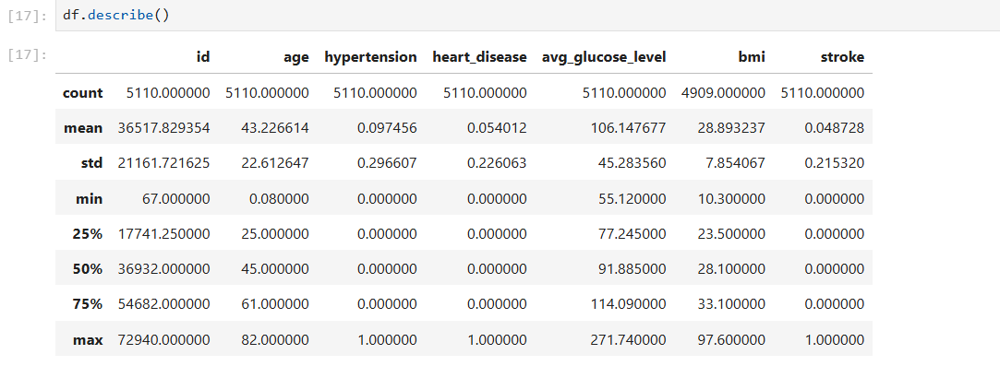 [17]: df.describe()
[17]:
id age hypertension heart_disease avg_glucose_level bmi stroke
count 5110.000000 5110.000000 5110.000000 5110.000000 5110.000000 4909.000000 5110.000000
mean 36517.829354 43.226614 0.097456 0.054012 106.147677 28.893237 0.048728
std 21161.721625 22.612647 0.296607 0.226063 45.283560 7.854067 0.215320
min 67.000000 0.080000 0.000000 0.000000 55.120000 10.300000 0.000000
25% 17741.250000 25.000000 0.000000 0.000000 77.245000 23.500000 0.000000
50% 36932.000000 45.000000 0.000000 0.000000 91.885000 28.100000 0.000000
75% 54682.000000 61.000000 0.000000 0.000000 114.090000 33.100000 0.000000
max 72940.000000 82.000000 1.000000 1.000000 271.740000 97.600000 1.000000